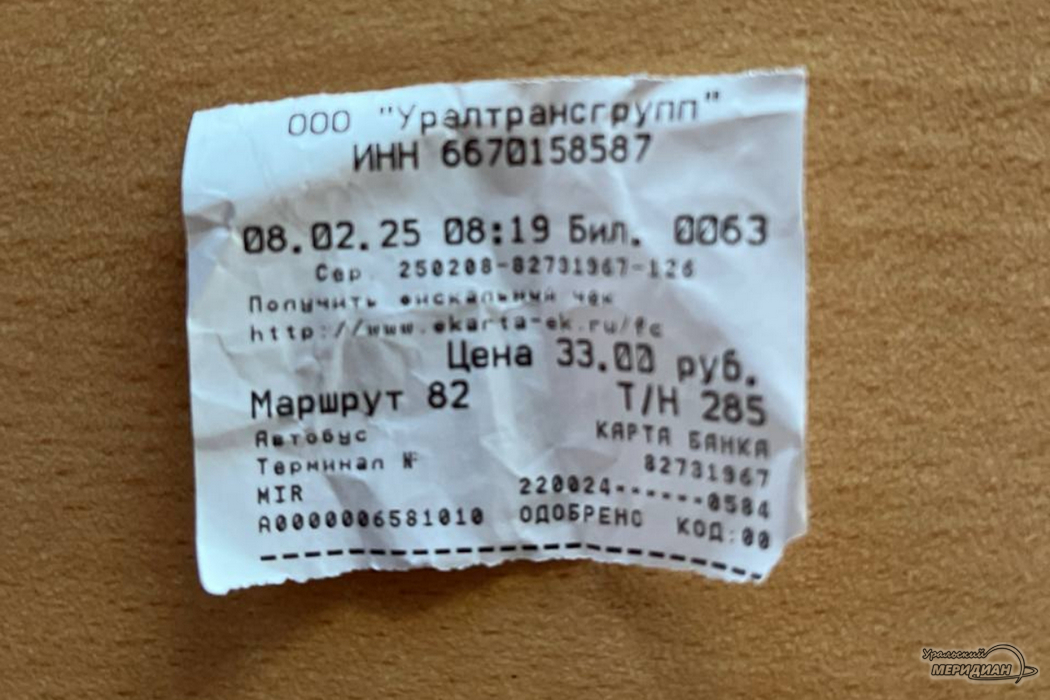 ООО "Уралтрансгрупп"
ИНН 6670158587
08.02.25 08:19 Бил. 0063
Сер. 250208-82731967-126
Получить фискальный чек
http://www.ekarta-ek.ru/fc
Цена 33.00 руб.
Маршрут 82 Т/Н 285
Автобус КАРТА БАНКА
Терминал № 82731967
MIR 220024------0584
A0000006581010 ОДОБРЕНО КОД:00
Уральский
МЕРИДИАН